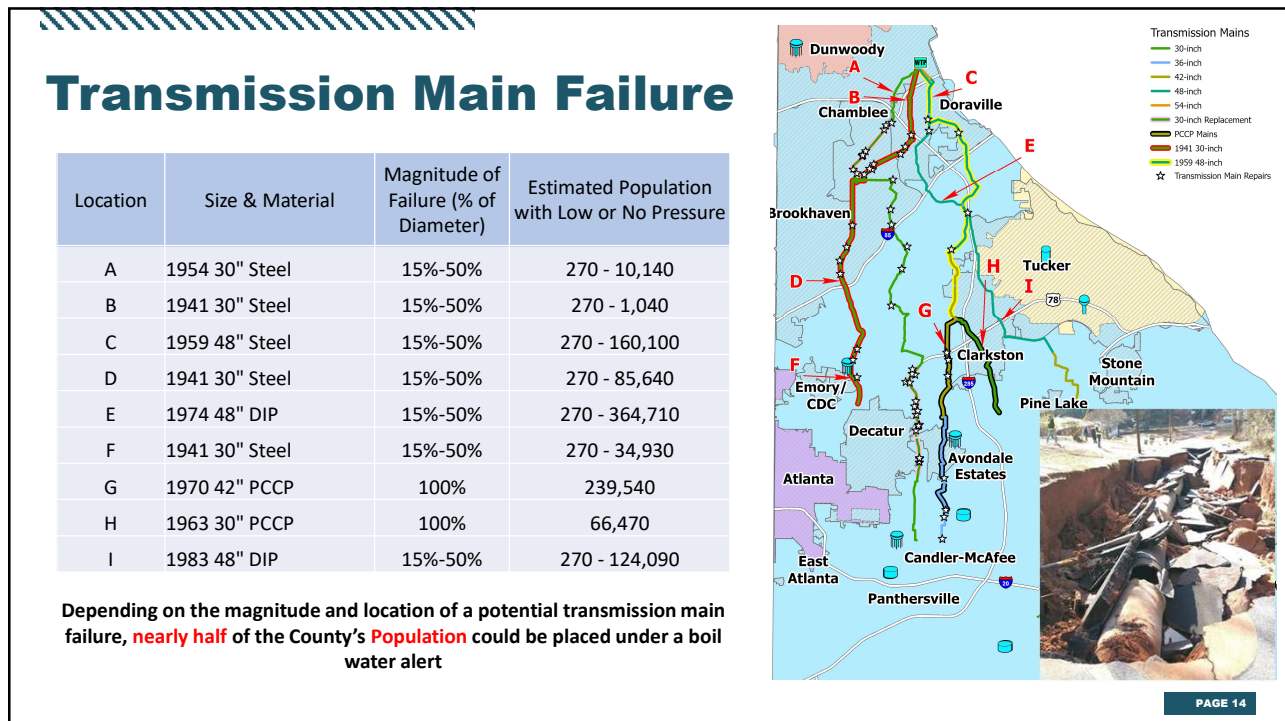 Transmission Main Failure
Location
Size & Material
Magnitude of
Failure (% of
Diameter)
Estimated Population
with Low or No Pressure
A 1954 30" Steel 15%-50% 270 - 10,140
B 1941 30" Steel 15%-50% 270 - 1,040
C 1959 48" Steel 15%-50% 270 - 160,100
D 1941 30" Steel 15%-50% 270 - 85,640
E 1974 48" DIP 15%-50% 270 - 364,710
F 1941 30" Steel 15%-50% 270 - 34,930
G 1970 42" PCCP 100% 239,540
H 1963 30" PCCP 100% 66,470
I 1983 48" DIP 15%-50% 270 - 124,090
Depending on the magnitude and location of a potential transmission main
failure, nearly half of the County's Population could be placed under a boil
water alert
Dunwoody
WTP
A
B
C
Doraville
Chamblee
E
Brookhaven
85
D
H
Tucker
I
78
G
Clarkston
F
Emory/
CDC
285
Stone
Mountain
Pine Lake
Decatur
Avondale
Estates
Atlanta
East
Atlanta
Candler-McAfee
20
Panthersville
Transmission Mains
30-inch
36-inch
42-inch
48-inch
54-inch
30-inch Replacement
PCCP Mains
1941 30-inch
1959 48-inch
Transmission Main Repairs
PAGE 14